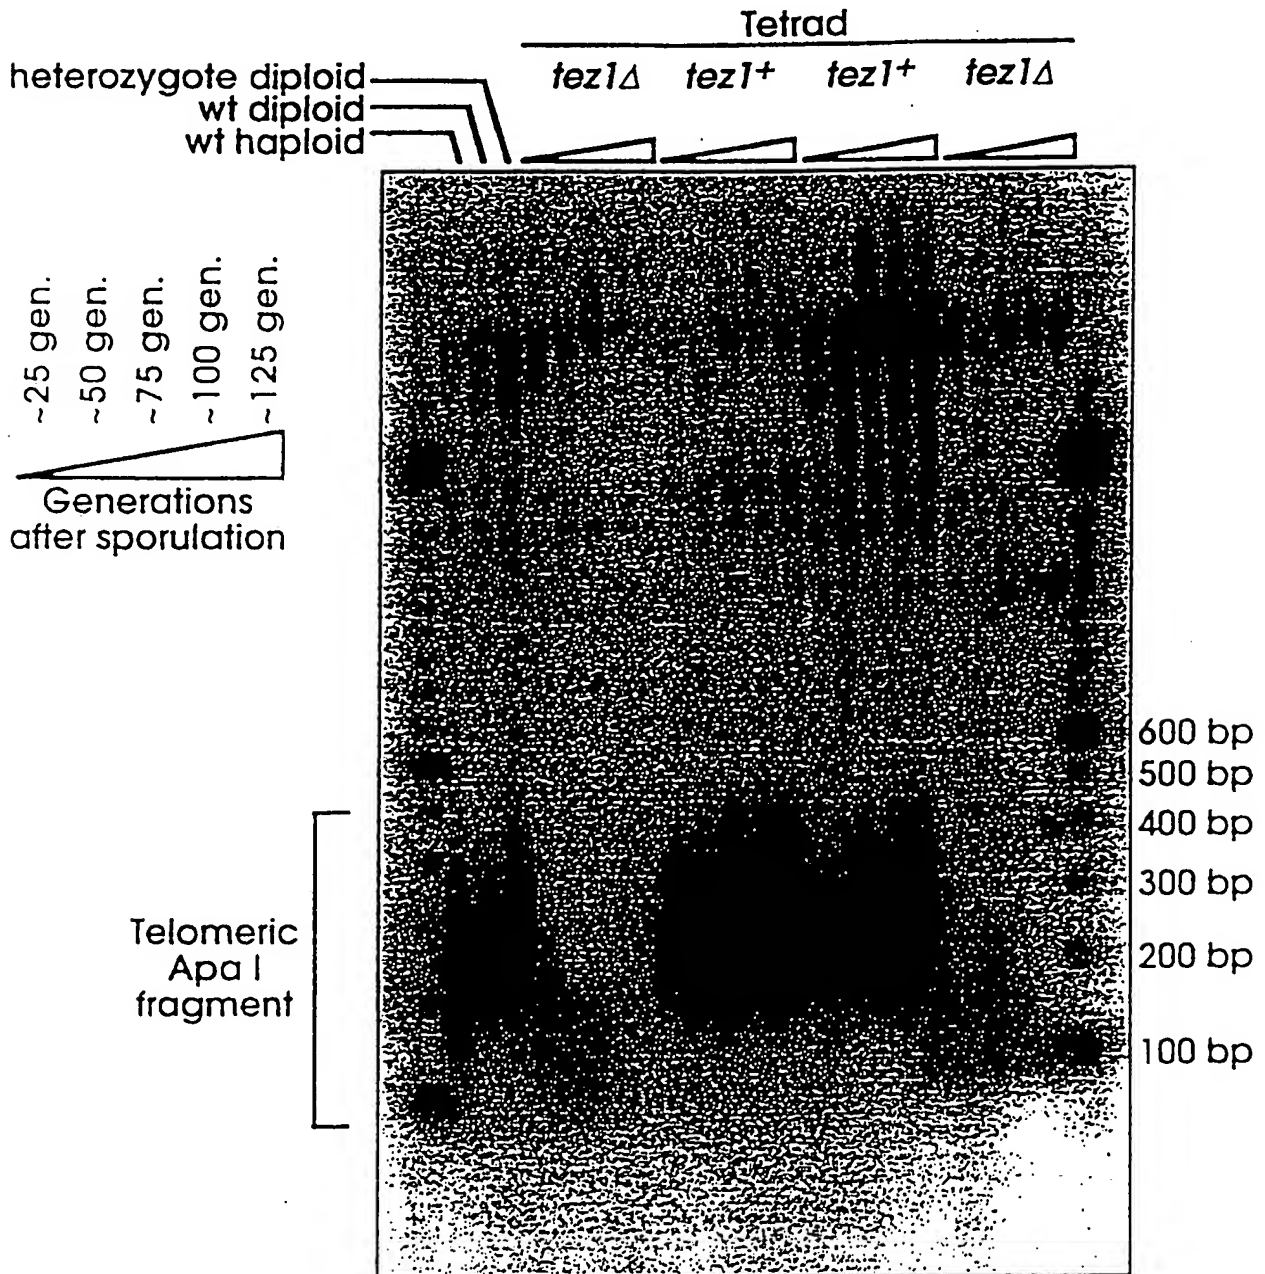 Tetrad
heterozygote diploid
wt diploid
wt haploid
tez1Δ tez1+ tez1+ tez1Δ
~25 gen.
~50 gen.
~75 gen.
~100 gen.
~125 gen.
Generations
after sporulation
600 bp
500 bp
400 bp
300 bp
200 bp
100 bp
Telomeric
Apa I
fragment